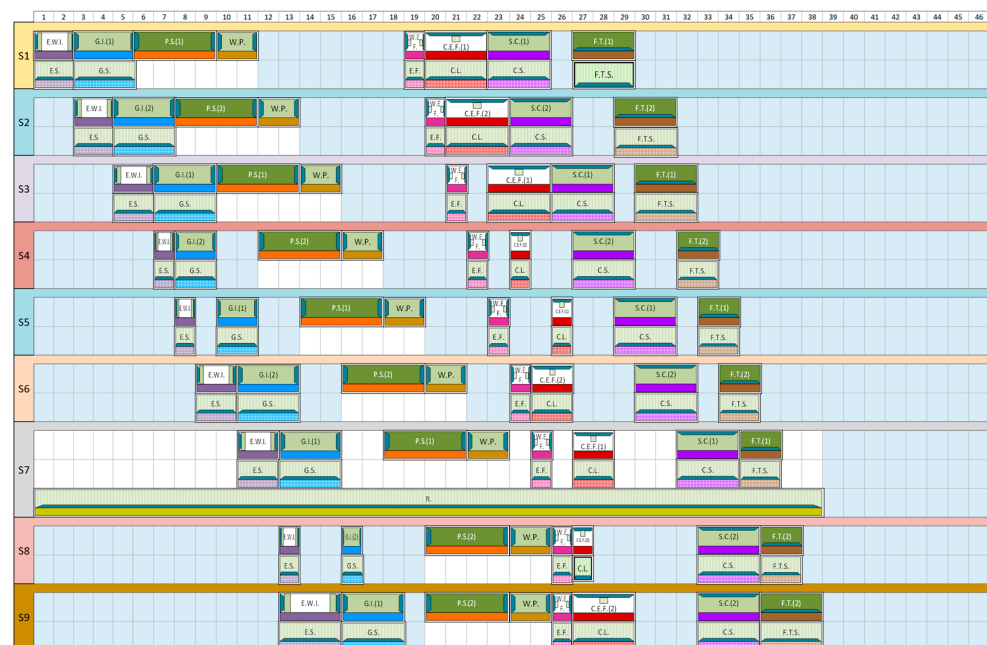 1 2 3 4 5 6 7 8 9 10 11 12 13 14 15 16 17 18 19 20 21 22 23 24 25 26 27 28 29 30 31 32 33 34 35 36 37 38 39 40 41 42 43 44 45 46
S1
E.W.I. G.I.(1) P.S.(1) W.P. W.E.F. C.E.F.(1) S.C.(1) F.T.(1)
E.S. G.S. E.F. C.L. C.S. F.T.S.
S2
E.W.I. G.I.(2) P.S.(2) W.P. W.E.F. C.E.F.(2) S.C.(2) F.T.(2)
E.S. G.S. E.F. C.L. C.S. F.T.S.
S3
E.W.I. G.I.(1) P.S.(1) W.P. W.E.F. C.E.F.(1) S.C.(1) F.T.(1)
E.S. G.S. E.F. C.L. C.S. F.T.S.
S4
E.W.I. G.I.(2) P.S.(2) W.P. W.E.F. S.C.(2) F.T.(2)
E.S. G.S. E.F. C.L. C.S. F.T.S.
S5
E.W.I. G.I.(1) P.S.(1) W.P. W.E.F. S.C.(1) F.T.(1)
E.S. G.S. E.F. C.L. C.S. F.T.S.
S6
E.W.I. G.I.(2) P.S.(2) W.P. W.E.F. C.E.F.(2) S.C.(2) F.T.(2)
E.S. G.S. E.F. C.L. C.S. F.T.S.
S7
E.W.I. G.I.(1) P.S.(1) W.P. W.E.F. C.E.F.(1) S.C.(1) F.T.(1)
E.S. G.S. E.F. C.L. C.S. F.T.S.
R.
S8
E.W.I. G.I.(2) P.S.(2) W.P. W.E.F. S.C.(2) F.T.(2)
E.S. G.S. E.F. C.L. C.S. F.T.S.
S9
E.W.I. G.I.(1) P.S.(2) W.P. W.E.F. C.E.F.(2) S.C.(2) F.T.(2)
E.S. G.S. E.F. C.L. C.S. F.T.S.